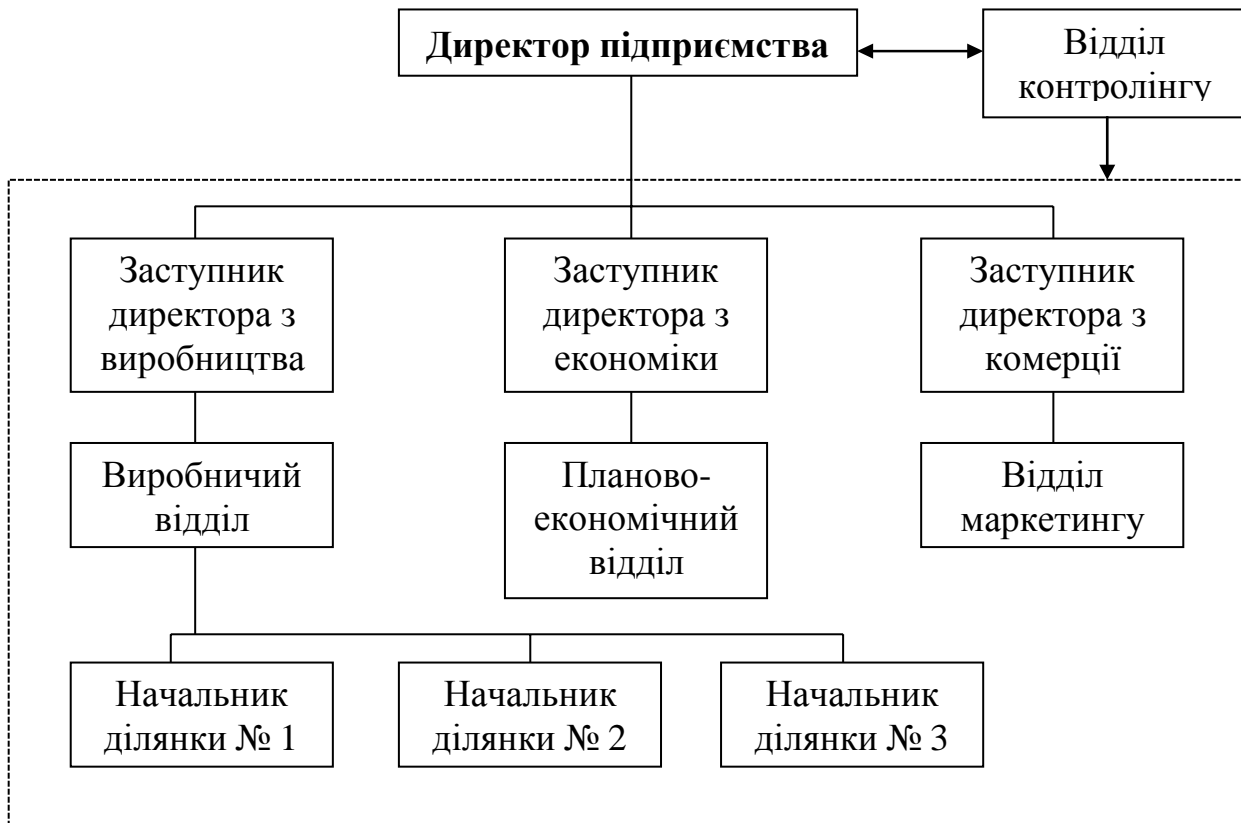 Директор підприємства
Відділ
контролінгу
Заступник
директора з
виробництва
Заступник
директора з
економіки
Заступник
директора з
комерції
Виробничий
відділ
Планово-
економічний
відділ
Відділ
маркетингу
Начальник
ділянки № 1
Начальник
ділянки № 2
Начальник
ділянки № 3